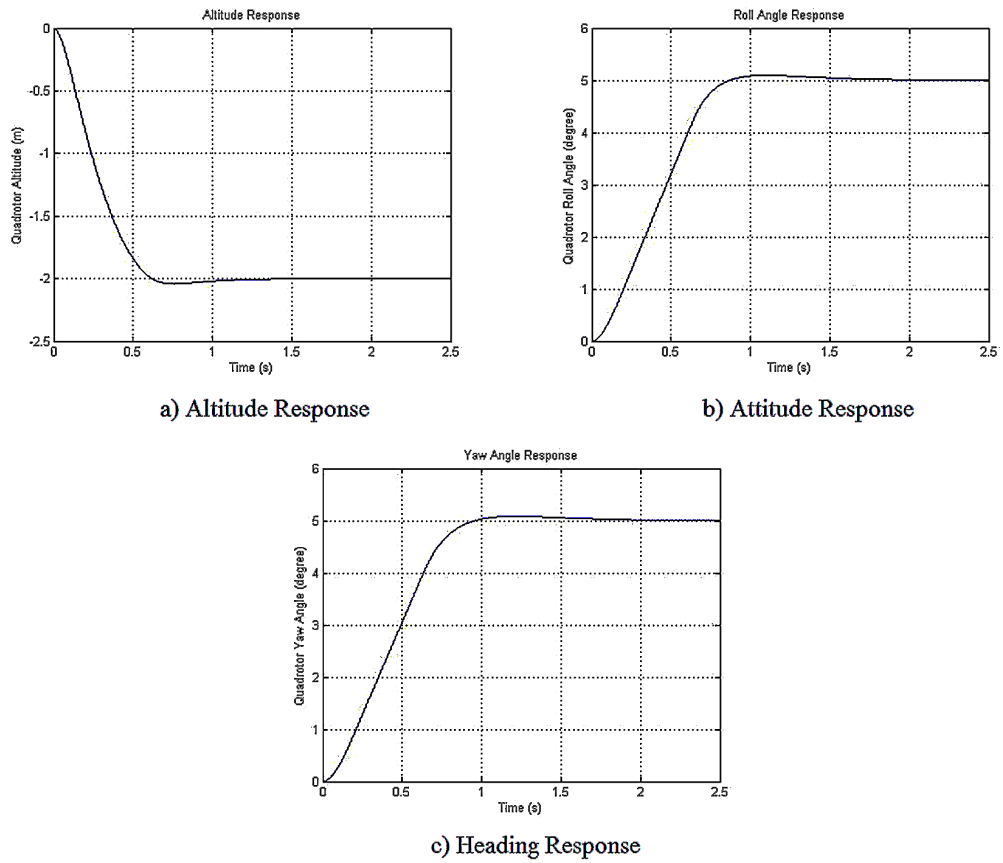 Altitude Response
Quadrotor Altitude (m)
-0
-0.5
-1
-1.5
-2
-2.5
0 0.5 1 1.5 2 2.5
Time (s)
a) Altitude Response
Roll Angle Response
Quadrotor Roll Angle (degree)
6
5
4
3
2
1
0
0 0.5 1 1.5 2 2.5
Time (s)
b) Attitude Response
Yaw Angle Response
Quadrotor Yaw Angle (degree)
6
5
4
3
2
1
0
0 0.5 1 1.5 2 2.5
Time (s)
c) Heading Response